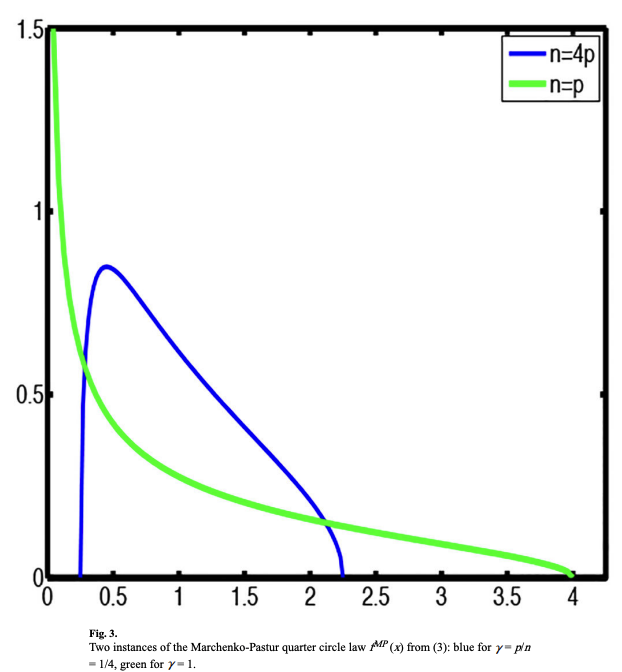 1.5
n=4p
n=p
1
0.5
0
0 0.5 1 1.5 2 2.5 3 3.5 4
Fig. 3.
Two instances of the Marchenko-Pastur quarter circle law f^MP (x) from (3): blue for γ = p/n
= 1/4, green for γ = 1.